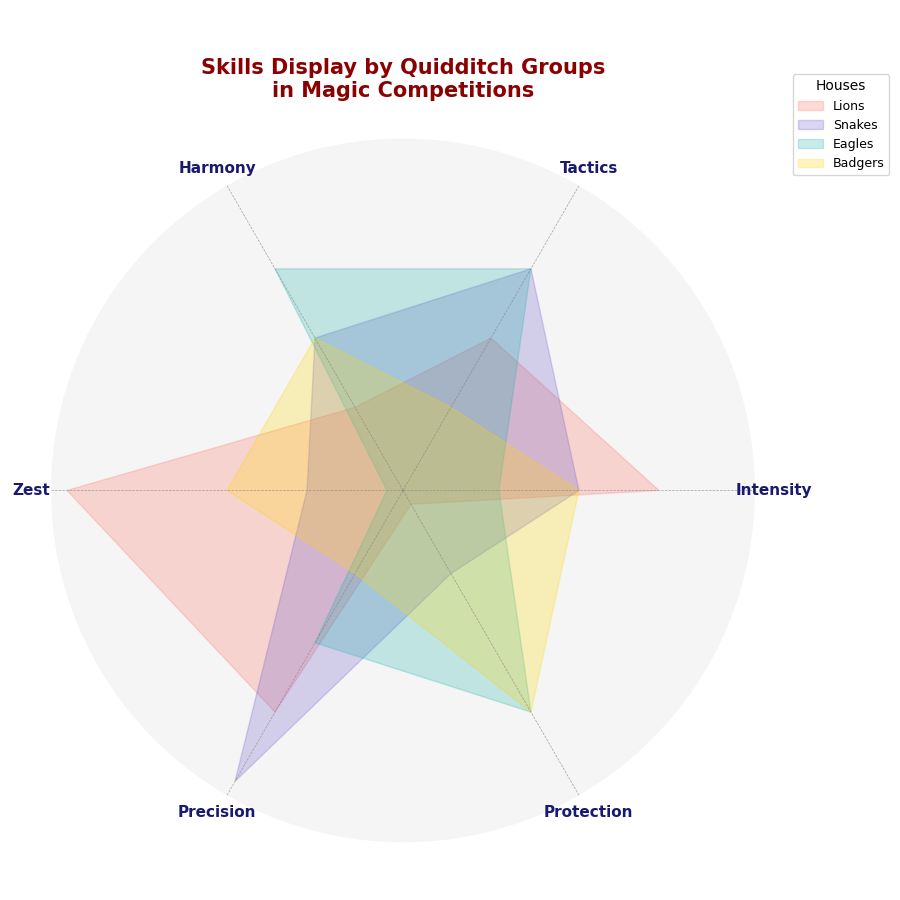 Skills Display by Quidditch Groups
in Magic Competitions
Houses
Lions
Snakes
Eagles
Badgers
Harmony
Tactics
Zest
Intensity
Precision
Protection